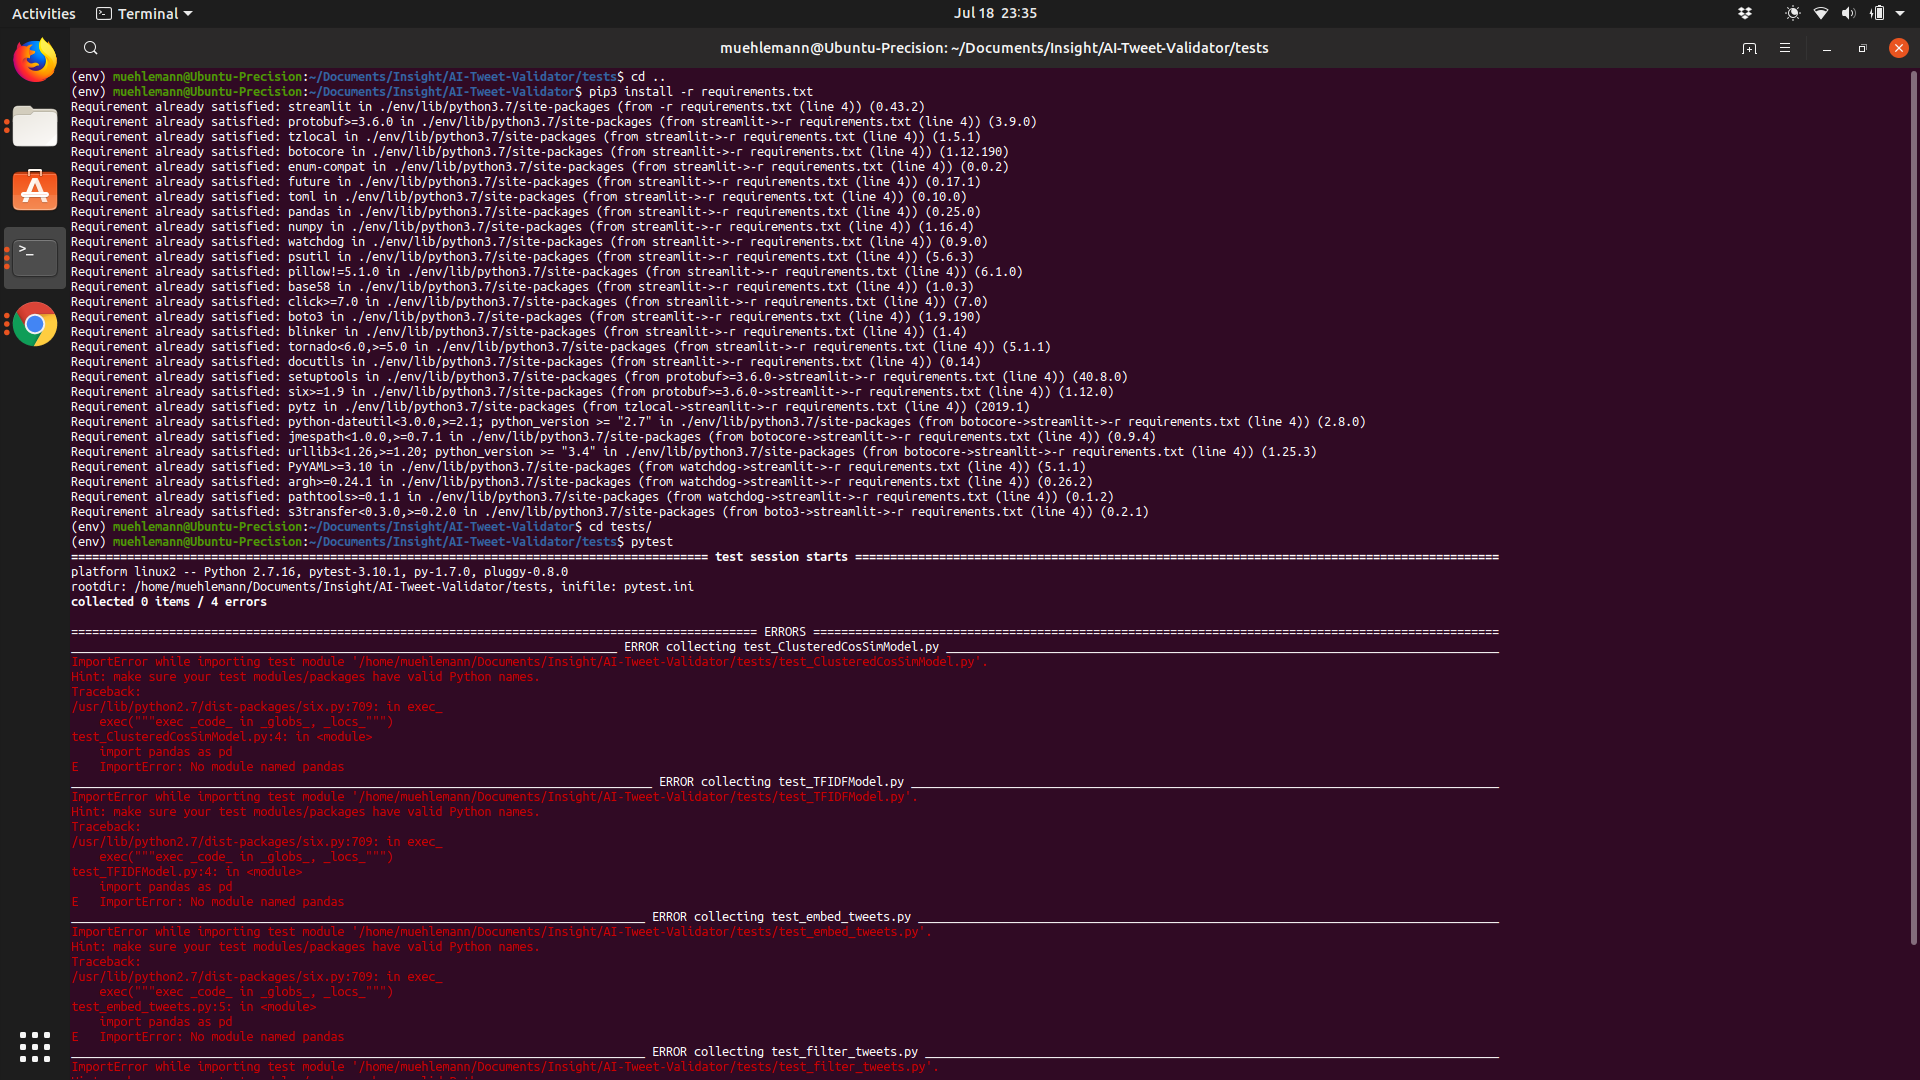 Activities
Terminal
Jul 18 23:35
muehlemann@Ubuntu-Precision: ~/Documents/Insight/AI-Tweet-Validator/tests
(env) muehlemann@Ubuntu-Precision:~/Documents/Insight/AI-Tweet-Validator/tests$ cd ..
(env) muehlemann@Ubuntu-Precision:~/Documents/Insight/AI-Tweet-Validator$ pip3 install -r requirements.txt
Requirement already satisfied: streamlit in ./env/lib/python3.7/site-packages (from -r requirements.txt (line 4)) (0.43.2)
Requirement already satisfied: protobuf>=3.6.0 in ./env/lib/python3.7/site-packages (from streamlit->-r requirements.txt (line 4)) (3.9.0)
Requirement already satisfied: tzlocal in ./env/lib/python3.7/site-packages (from streamlit->-r requirements.txt (line 4)) (1.5.1)
Requirement already satisfied: botocore in ./env/lib/python3.7/site-packages (from streamlit->-r requirements.txt (line 4)) (1.12.190)
Requirement already satisfied: enum-compat in ./env/lib/python3.7/site-packages (from streamlit->-r requirements.txt (line 4)) (0.0.2)
Requirement already satisfied: future in ./env/lib/python3.7/site-packages (from streamlit->-r requirements.txt (line 4)) (0.17.1)
Requirement already satisfied: toml in ./env/lib/python3.7/site-packages (from streamlit->-r requirements.txt (line 4)) (0.10.0)
Requirement already satisfied: pandas in ./env/lib/python3.7/site-packages (from streamlit->-r requirements.txt (line 4)) (0.25.0)
Requirement already satisfied: numpy in ./env/lib/python3.7/site-packages (from streamlit->-r requirements.txt (line 4)) (1.16.4)
Requirement already satisfied: watchdog in ./env/lib/python3.7/site-packages (from streamlit->-r requirements.txt (line 4)) (0.9.0)
Requirement already satisfied: psutil in ./env/lib/python3.7/site-packages (from streamlit->-r requirements.txt (line 4)) (5.6.3)
Requirement already satisfied: pillow!=5.1.0 in ./env/lib/python3.7/site-packages (from streamlit->-r requirements.txt (line 4)) (6.1.0)
Requirement already satisfied: base58 in ./env/lib/python3.7/site-packages (from streamlit->-r requirements.txt (line 4)) (1.0.3)
Requirement already satisfied: click>=7.0 in ./env/lib/python3.7/site-packages (from streamlit->-r requirements.txt (line 4)) (7.0)
Requirement already satisfied: boto3 in ./env/lib/python3.7/site-packages (from streamlit->-r requirements.txt (line 4)) (1.9.190)
Requirement already satisfied: blinker in ./env/lib/python3.7/site-packages (from streamlit->-r requirements.txt (line 4)) (1.4)
Requirement already satisfied: tornado<6.0,>=5.0 in ./env/lib/python3.7/site-packages (from streamlit->-r requirements.txt (line 4)) (5.1.1)
Requirement already satisfied: docutils in ./env/lib/python3.7/site-packages (from streamlit->-r requirements.txt (line 4)) (0.14)
Requirement already satisfied: setuptools in ./env/lib/python3.7/site-packages (from protobuf>=3.6.0->streamlit->-r requirements.txt (line 4)) (40.8.0)
Requirement already satisfied: six>=1.9 in ./env/lib/python3.7/site-packages (from protobuf>=3.6.0->streamlit->-r requirements.txt (line 4)) (1.12.0)
Requirement already satisfied: pytz in ./env/lib/python3.7/site-packages (from tzlocal->streamlit->-r requirements.txt (line 4)) (2019.1)
Requirement already satisfied: python-dateutil<3.0.0,>=2.1; python_version >= "2.7" in ./env/lib/python3.7/site-packages (from botocore->streamlit->-r requirements.txt (line 4)) (2.8.0)
Requirement already satisfied: jmespath<1.0.0,>=0.7.1 in ./env/lib/python3.7/site-packages (from botocore->streamlit->-r requirements.txt (line 4)) (0.9.4)
Requirement already satisfied: urllib3<1.26,>=1.20; python_version >= "3.4" in ./env/lib/python3.7/site-packages (from botocore->streamlit->-r requirements.txt (line 4)) (1.25.3)
Requirement already satisfied: PyYAML>=3.10 in ./env/lib/python3.7/site-packages (from watchdog->streamlit->-r requirements.txt (line 4)) (5.1.1)
Requirement already satisfied: argh>=0.24.1 in ./env/lib/python3.7/site-packages (from watchdog->streamlit->-r requirements.txt (line 4)) (0.26.2)
Requirement already satisfied: pathtools>=0.1.1 in ./env/lib/python3.7/site-packages (from watchdog->streamlit->-r requirements.txt (line 4)) (0.1.2)
Requirement already satisfied: s3transfer<0.3.0,>=0.2.0 in ./env/lib/python3.7/site-packages (from boto3->streamlit->-r requirements.txt (line 4)) (0.2.1)
(env) muehlemann@Ubuntu-Precision:~/Documents/Insight/AI-Tweet-Validator$ cd tests/
(env) muehlemann@Ubuntu-Precision:~/Documents/Insight/AI-Tweet-Validator/tests$ pytest
=========================================================================================== test session starts ============================================================================================
platform linux2 -- Python 2.7.16, pytest-3.10.1, py-1.7.0, pluggy-0.8.0
rootdir: /home/muehlemann/Documents/Insight/AI-Tweet-Validator/tests, inifile: pytest.ini
collected 0 items / 4 errors
================================================================================================== ERRORS ==================================================================================================
______________________________________________________________________________ ERROR collecting test_ClusteredCosSimModel.py _______________________________________________________________________________
ImportError while importing test module '/home/muehlemann/Documents/Insight/AI-Tweet-Validator/tests/test_ClusteredCosSimModel.py'.
Hint: make sure your test modules/packages have valid Python names.
Traceback:
/usr/lib/python2.7/dist-packages/six.py:709: in exec_
    exec("""exec _code_ in _globs_, _locs_""")
test_ClusteredCosSimModel.py:4: in <module>
    import pandas as pd
E   ImportError: No module named pandas
___________________________________________________________________________________ ERROR collecting test_TFIDFModel.py ____________________________________________________________________________________
ImportError while importing test module '/home/muehlemann/Documents/Insight/AI-Tweet-Validator/tests/test_TFIDFModel.py'.
Hint: make sure your test modules/packages have valid Python names.
Traceback:
/usr/lib/python2.7/dist-packages/six.py:709: in exec_
    exec("""exec _code_ in _globs_, _locs_""")
test_TFIDFModel.py:4: in <module>
    import pandas as pd
E   ImportError: No module named pandas
__________________________________________________________________________________ ERROR collecting test_embed_tweets.py ___________________________________________________________________________________
ImportError while importing test module '/home/muehlemann/Documents/Insight/AI-Tweet-Validator/tests/test_embed_tweets.py'.
Hint: make sure your test modules/packages have valid Python names.
Traceback:
/usr/lib/python2.7/dist-packages/six.py:709: in exec_
    exec("""exec _code_ in _globs_, _locs_""")
test_embed_tweets.py:5: in <module>
    import pandas as pd
E   ImportError: No module named pandas
__________________________________________________________________________________ ERROR collecting test_filter_tweets.py __________________________________________________________________________________
ImportError while importing test module '/home/muehlemann/Documents/Insight/AI-Tweet-Validator/tests/test_filter_tweets.py'.